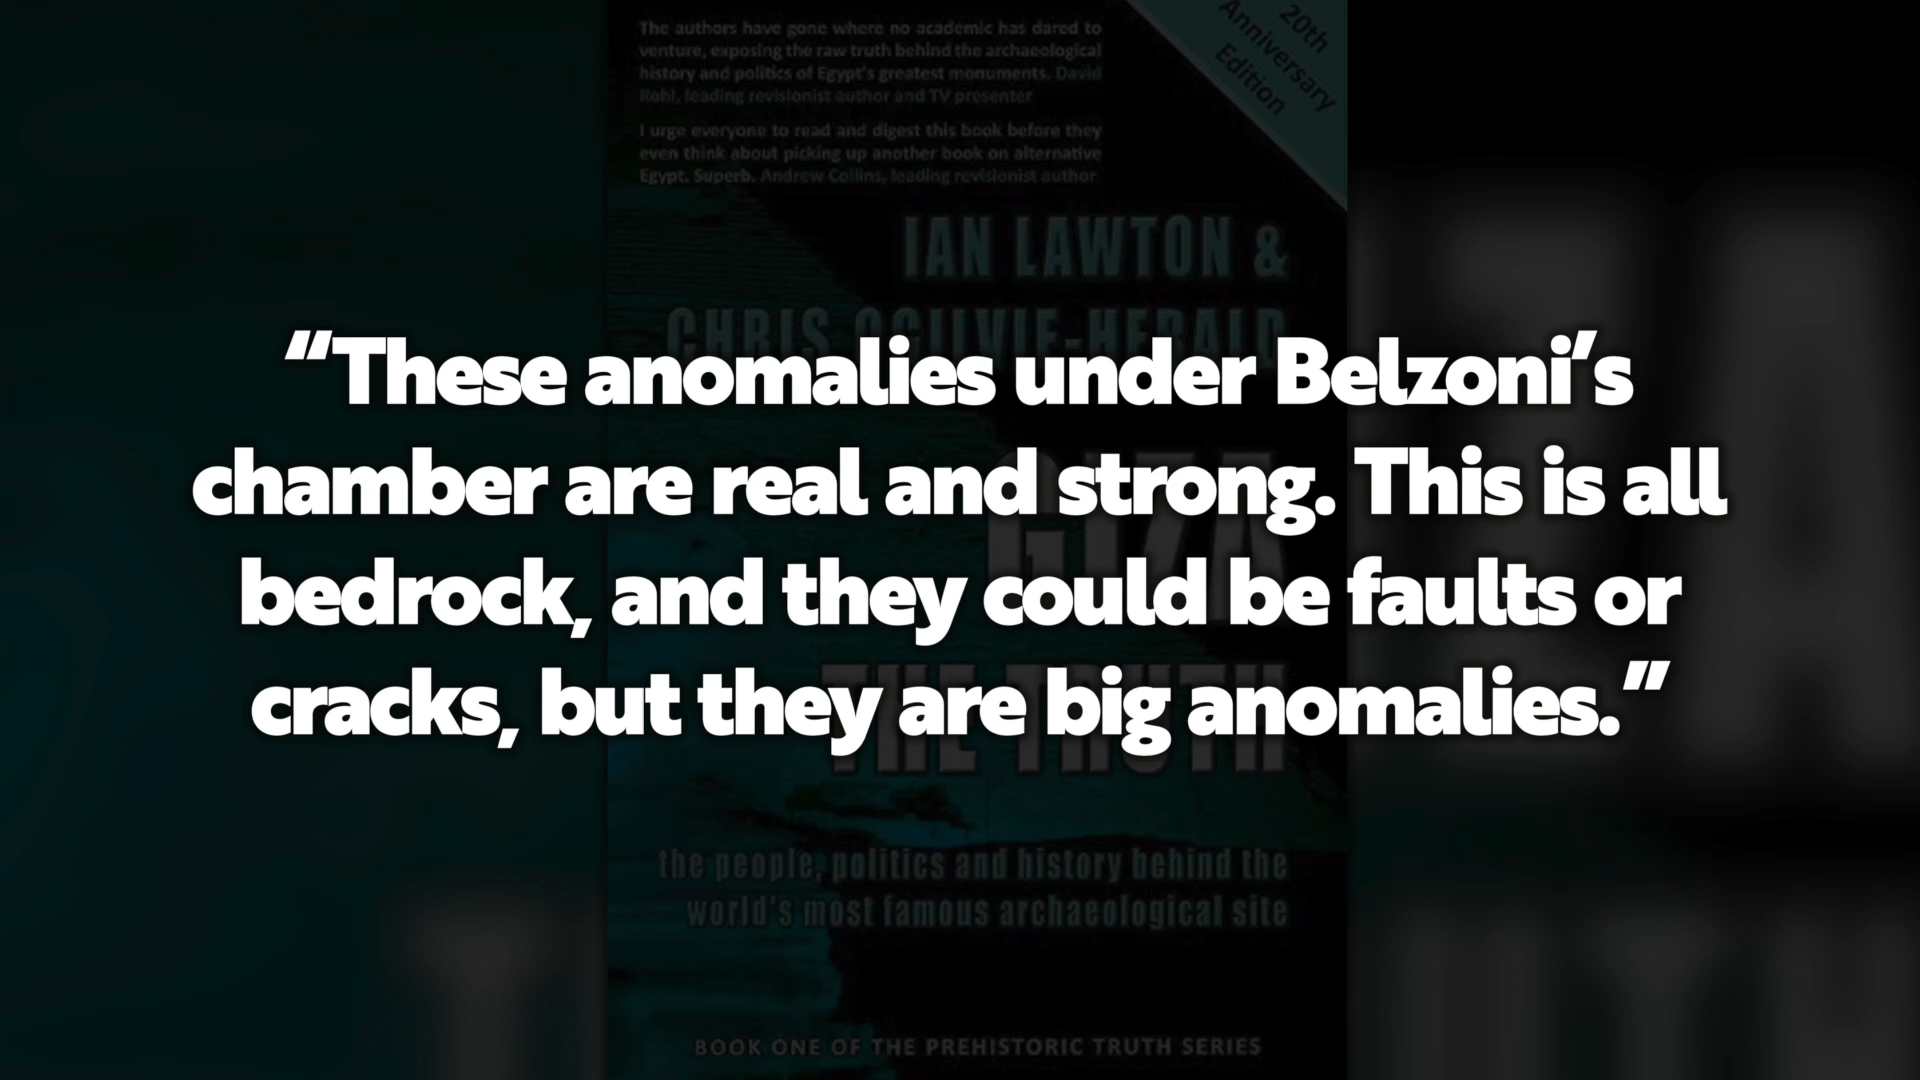 The authors have gone where no academic has dared to
venture, exposing the raw truth behind the archaeological
history and politics of Egypt's greatest monuments. David
Rohl, leading revisionist author and TV presenter
I urge everyone to read and digest this book before they
even think about picking up another book on alternative
Egypt. Superb. Andrew Collins, leading revisionist author
20th
Anniversary
Edition
IAN LAWTON &
CHRIS OGILVIE-HERALD
“These anomalies under Belzoni’s
chamber are real and strong. This is all
bedrock, and they could be faults or
cracks, but they are big anomalies.”
GIZA
THE TRUTH
the people, politics and history behind the
world's most famous archaeological site
BOOK ONE OF THE PREHISTORIC TRUTH SERIES